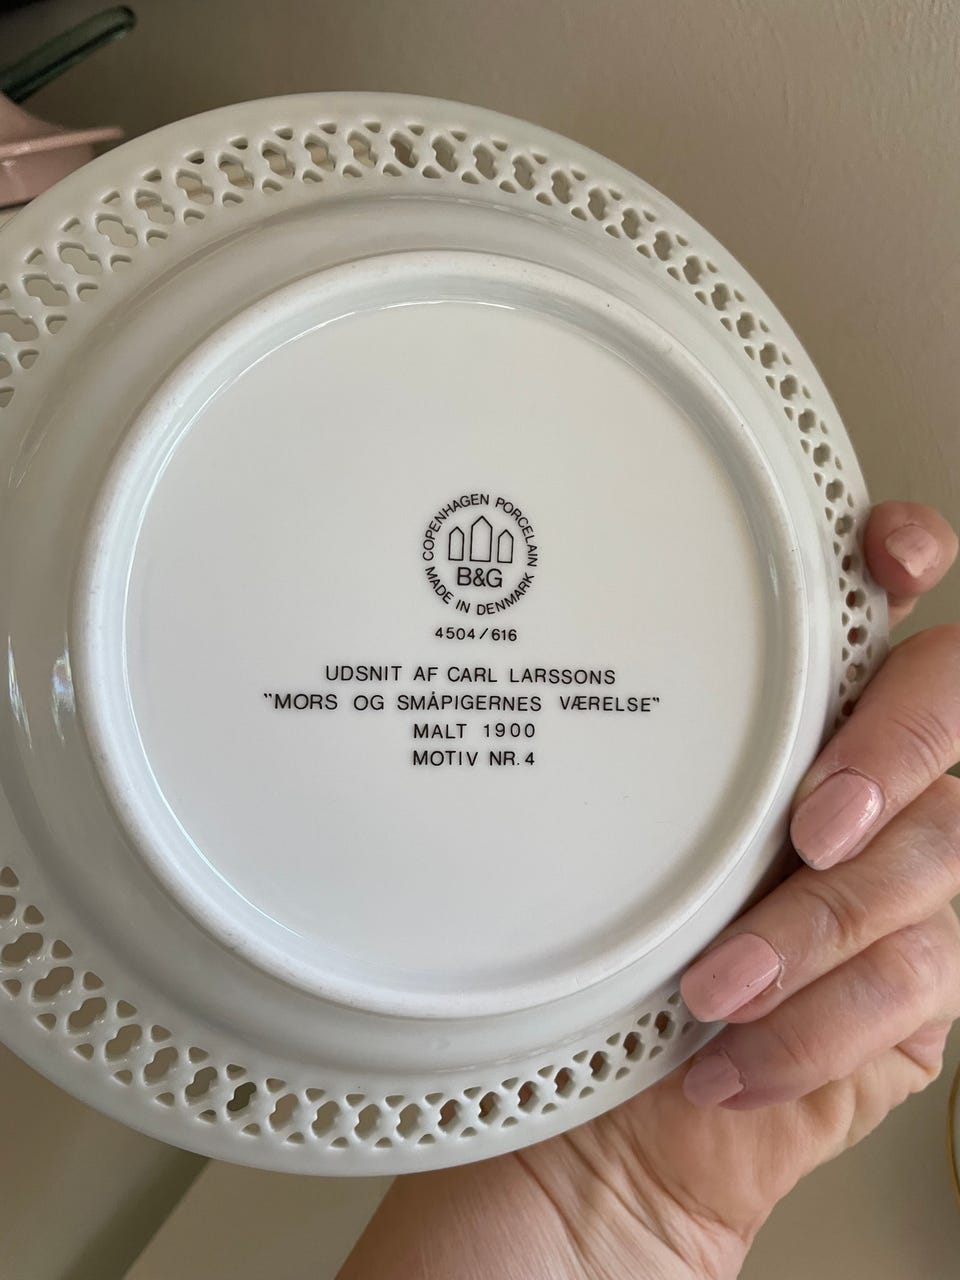 COPENHAGEN PORCELAIN
B&G
MADE IN DENMARK
4504/616
UDSNIT AF CARL LARSSONS
"MORS OG SMÅPIGERNES VÆRELSE"
MALT 1900
MOTIV NR. 4